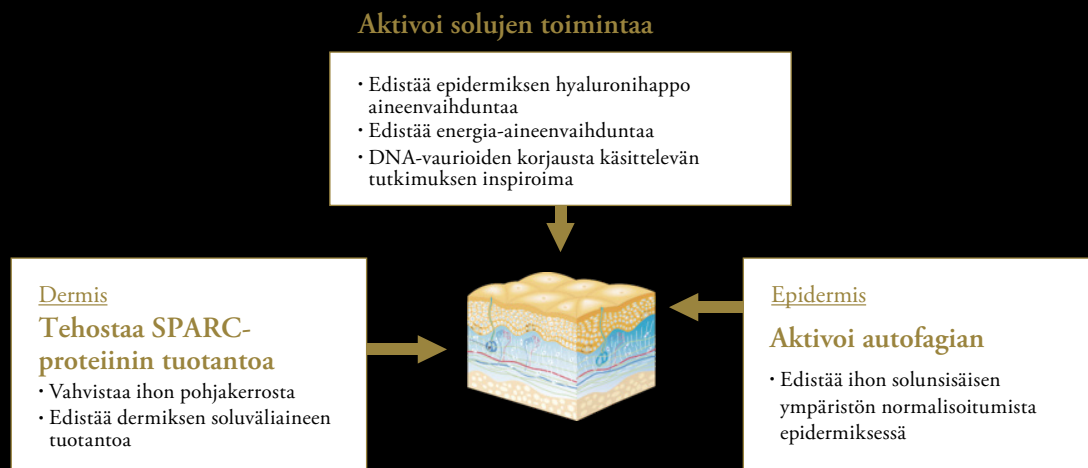 Aktivoi solujen toimintaa
· Edistää epidermiksen hyaluronihappo
aineenvaihduntaa
· Edistää energia-aineenvaihduntaa
· DNA-vaurioiden korjausta käsittelevän
tutkimuksen inspiroima
Dermis
Tehostaa SPARC-
proteiinin tuotantoa
· Vahvistaa ihon pohjakerrosta
· Edistää dermiksen soluväliaineen
tuotantoa
Epidermis
Aktivoi autofagian
· Edistää ihon solunsisäisen
ympäristön normalisoitumista
epidermiksessä